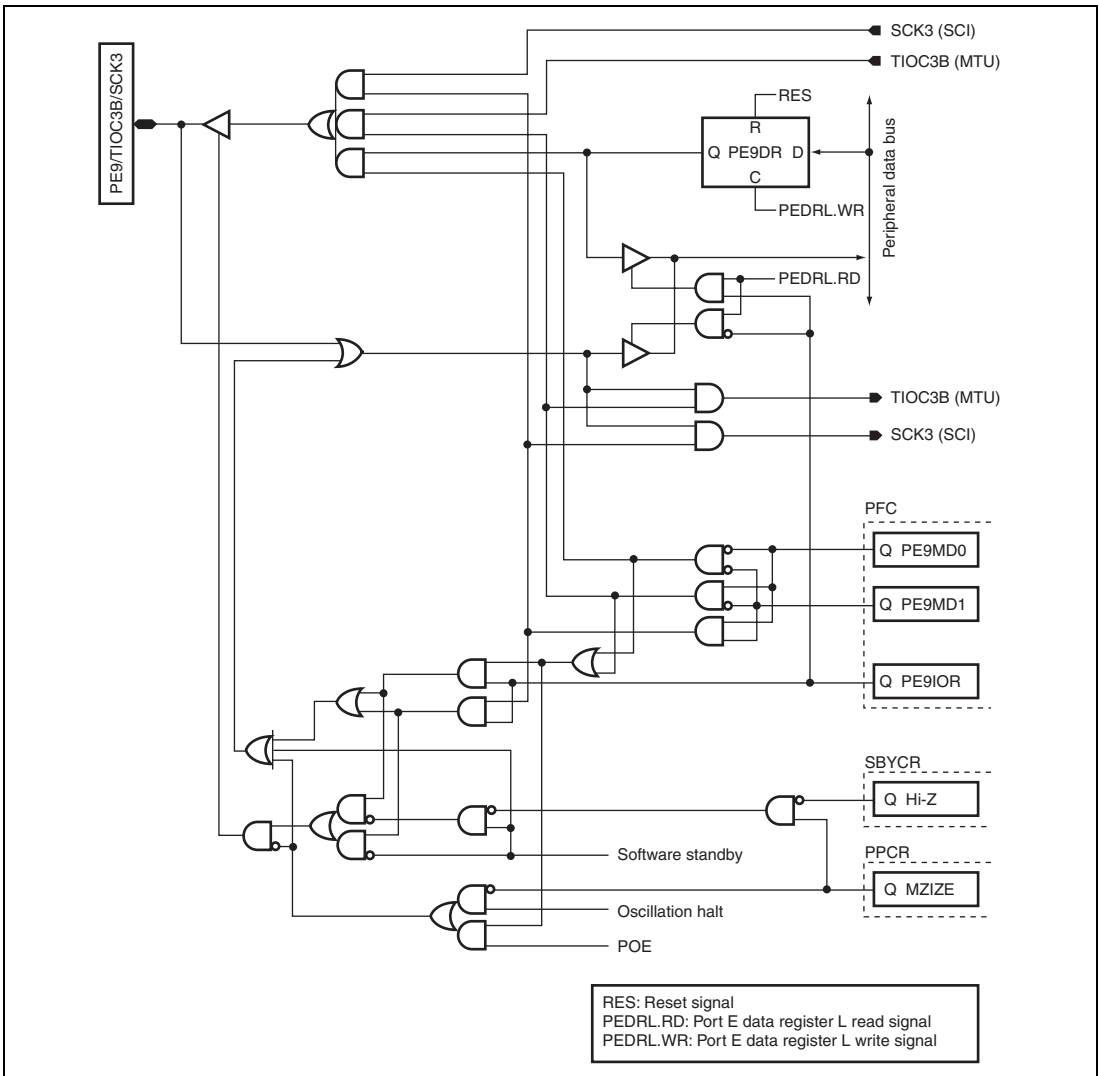 PE9/TIOC3B/SCK3
SCK3 (SCI)
TIOC3B (MTU)
RES
R
Q PE9DR D
C
PEDRL.WR
Peripheral data bus
PEDRL.RD
TIOC3B (MTU)
SCK3 (SCI)
PFC
Q PE9MD0
Q PE9MD1
Q PE9IOR
SBYCR
Q Hi-Z
Software standby
PPCR
Q MZIZE
Oscillation halt
POE
RES: Reset signal
PEDRL.RD: Port E data register L read signal
PEDRL.WR: Port E data register L write signal